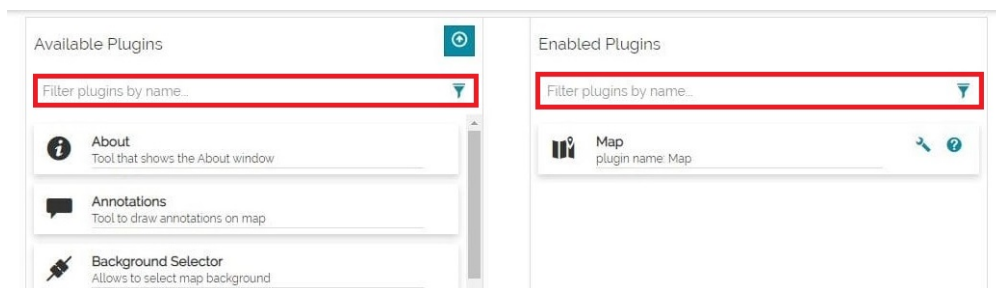 Available Plugins
Filter plugins by name...
About
Tool that shows the About window
Annotations
Tool to draw annotations on map
Background Selector
Allows to select map background
Enabled Plugins
Filter plugins by name...
Map
plugin name: Map